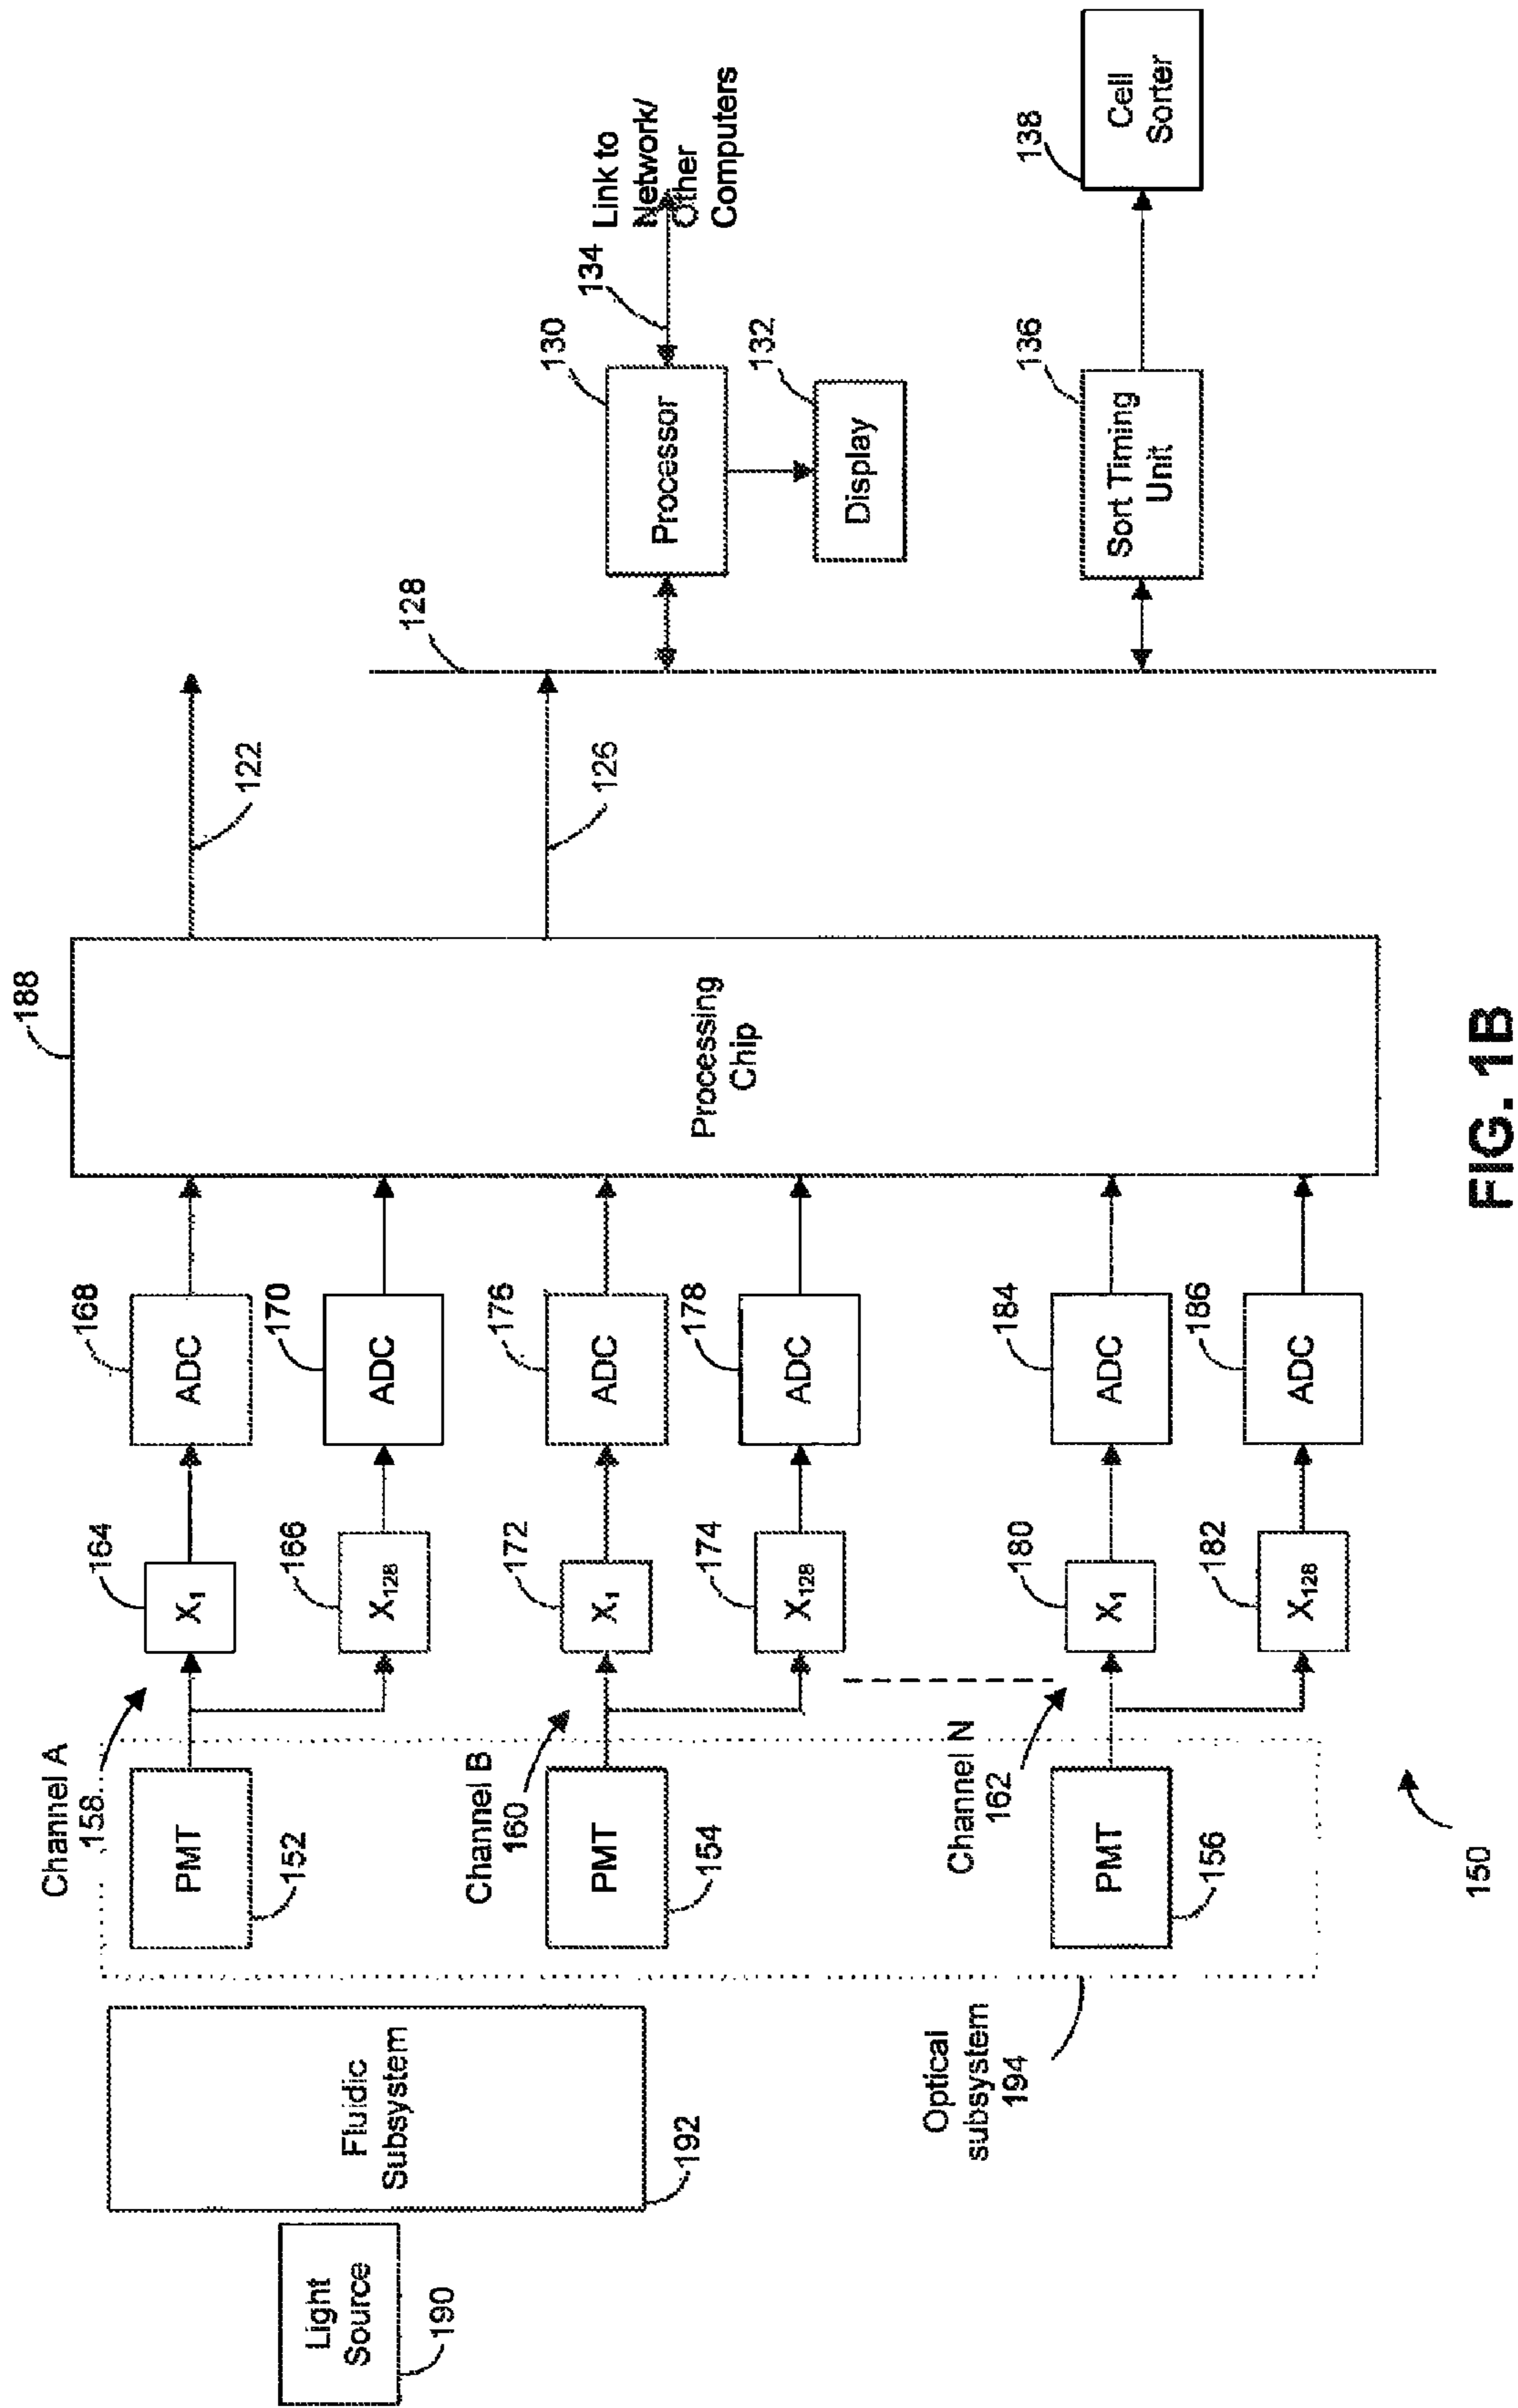 Light
Source
190
Fluidic
Subsystem
192
Optical
subsystem
194
Channel A
158
PMT
152
Channel B
160
PMT
154
Channel N
162
PMT
156
150
X1
164
X128
166
X1
172
X128
174
X1
180
X128
182
ADC
168
ADC
170
ADC
176
ADC
178
ADC
184
ADC
186
Processing
Chip
188
122
126
128
Processor
130
Display
132
134
Link to
Network/
Other
Computers
Sort Timing
Unit
136
Cell
Sorter
138
FIG. 1B